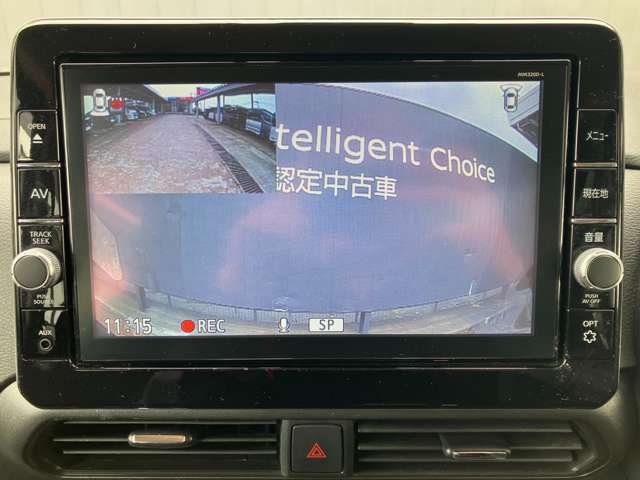 MM320D-L
OPEN
AV
TRACK
SEEK
PUSH
SOURCE
AUX
telligent Choice
認定中古車
11:15
REC
SP
メニュー
現在地
音量
PUSH
AV OFF
OPT